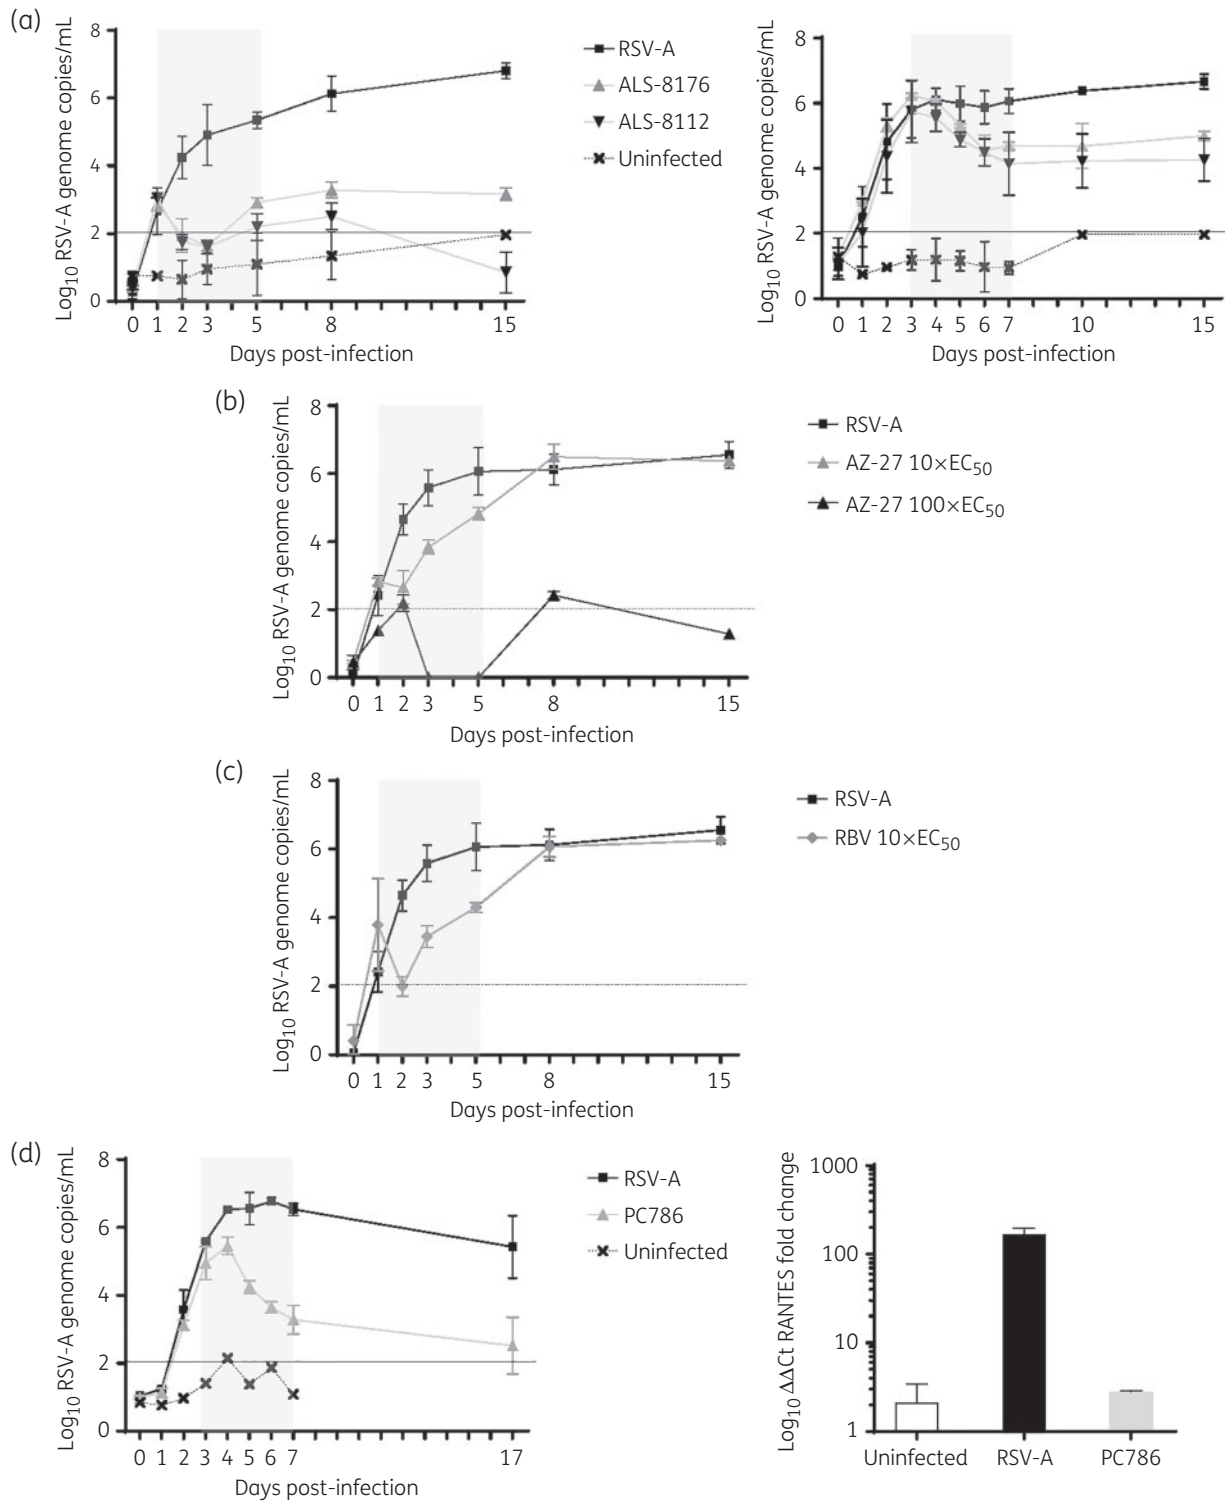 (a)
Log10 RSV-A genome copies/mL
8
6
4
2
0
0 1 2 3 5 8 15
Days post-infection
RSV-A
ALS-8176
ALS-8112
Uninfected
Log10 RSV-A genome copies/mL
8
6
4
2
0
0 1 2 3 4 5 6 7 10 15
Days post-infection
(b)
Log10 RSV-A genome copies/mL
8
6
4
2
0
0 1 2 3 5 8 15
Days post-infection
RSV-A
AZ-27 10×EC50
AZ-27 100×EC50
(c)
Log10 RSV-A genome copies/mL
8
6
4
2
0
0 1 2 3 5 8 15
Days post-infection
RSV-A
RBV 10×EC50
(d)
Log10 RSV-A genome copies/mL
8
6
4
2
0
0 1 2 3 4 5 6 7 17
Days post-infection
RSV-A
PC786
Uninfected
Log10 ΔΔCt RANTES fold change
1000
100
10
1
Uninfected RSV-A PC786